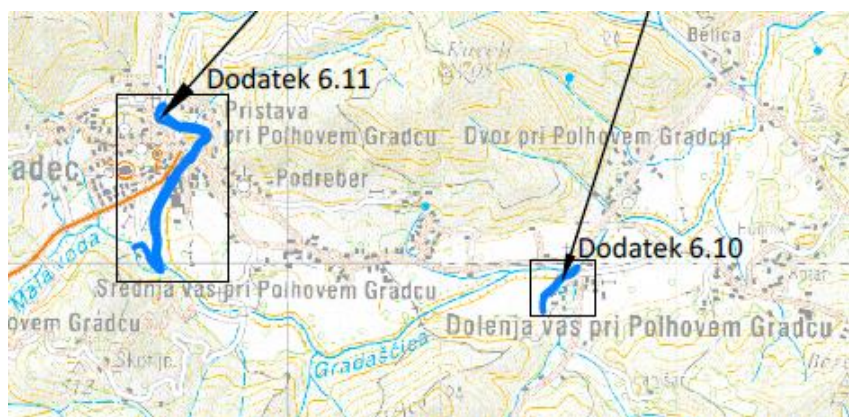 Belica
Dodatek 6.11
Pristava
pri Polhovem Gradcu
Dvor pri Polhovem Gradcu
adec
Podreber
Dodatek 6.10
Mala voda
Srednja vas pri Polhovem Gradcu
ovem Gradcu
Dolenja vas pri Polhovem Gradcu
Gradaščica